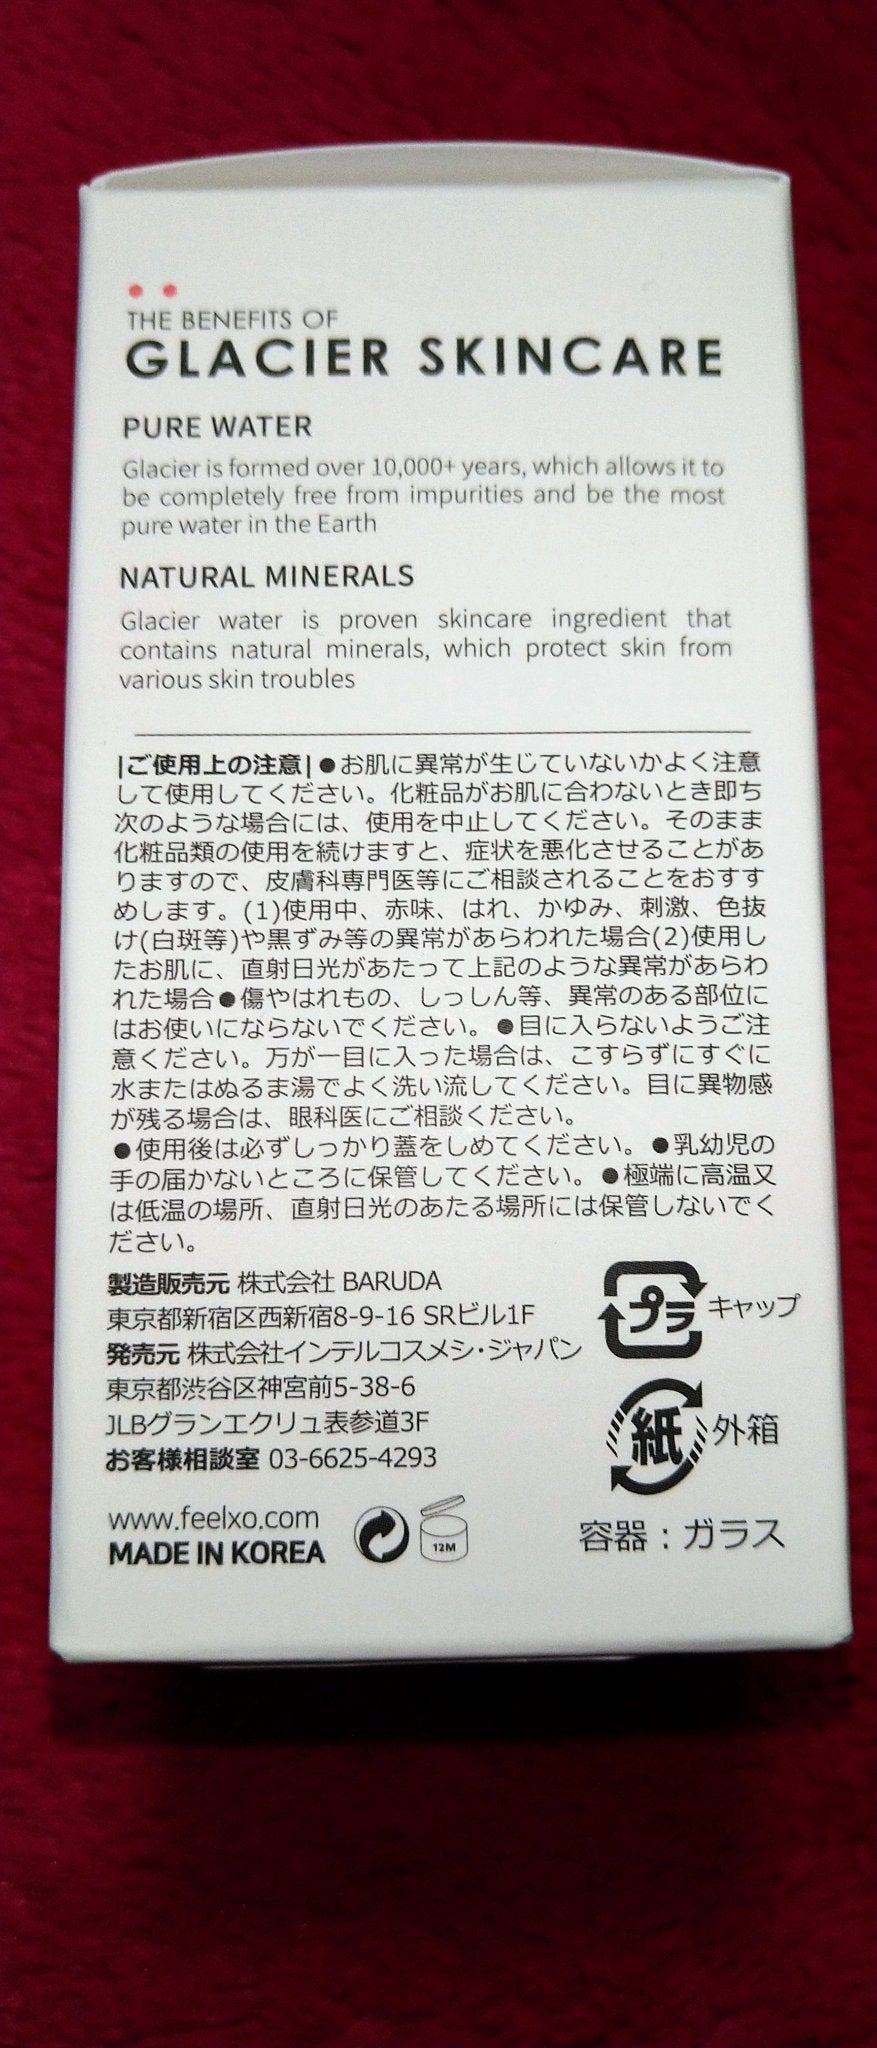 THE BENEFITS OF
GLACIER SKINCARE
PURE WATER
Glacier is formed over 10,000+ years, which allows it to
be completely free from impurities and be the most
pure water in the Earth
NATURAL MINERALS
Glacier water is proven skincare ingredient that
contains natural minerals, which protect skin from
various skin troubles
|ご使用上の注意|●お肌に異常が生じていないかよく注意
して使用してください。化粧品がお肌に合わないとき即ち
次のような場合には、使用を中止してください。そのまま
化粧品類の使用を続けますと、症状を悪化させることがあ
りますので、皮膚科専門医等にご相談されることをおすす
めします。(1)使用中、赤味、はれ、かゆみ、刺激、色抜
け(白斑等)や黒ずみ等の異常があらわれた場合(2)使用し
たお肌に、直射日光があたって上記のような異常があらわ
れた場合●傷やはれもの、しっしん等、異常のある部位に
はお使いにならないでください。●目に入らないようご注
意ください。万が一目に入った場合は、こすらずにすぐに
水またはぬるま湯でよく洗い流してください。目に異物感
が残る場合は、眼科医にご相談ください。
●使用後は必ずしっかり蓋をしめてください。●乳幼児の
手の届かないところに保管してください。●極端に高温又
は低温の場所、直射日光のあたる場所には保管しないでく
ださい。
製造販売元 株式会社 BARUDA
東京都新宿区西新宿8-9-16 SRビル1F
発売元 株式会社インテルコスメシ・ジャパン
東京都渋谷区神宮前5-38-6
JLBグランエクリュ表参道3F
お客様相談室 03-6625-4293
プラ キャップ
紙 外箱
www.feelxo.com
MADE IN KOREA
12M
容器：ガラス